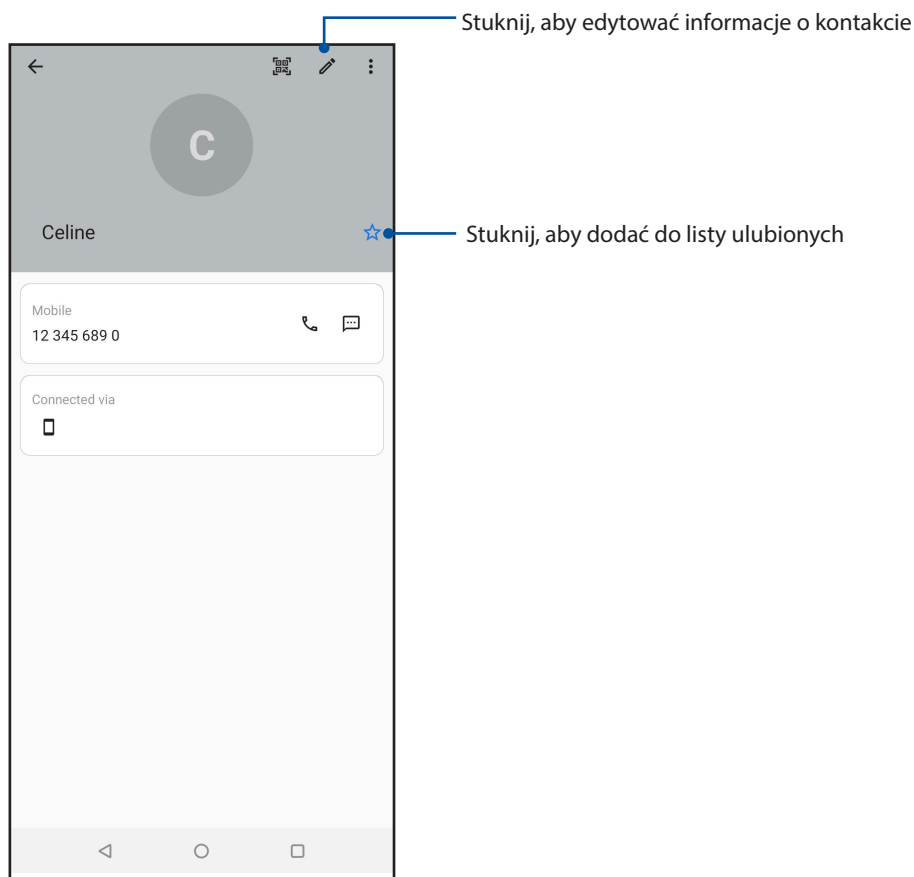 Stuknij, aby edytować informacje o kontakcie
C
Celine
Stuknij, aby dodać do listy ulubionych
Mobile
12 345 689 0
Connected via